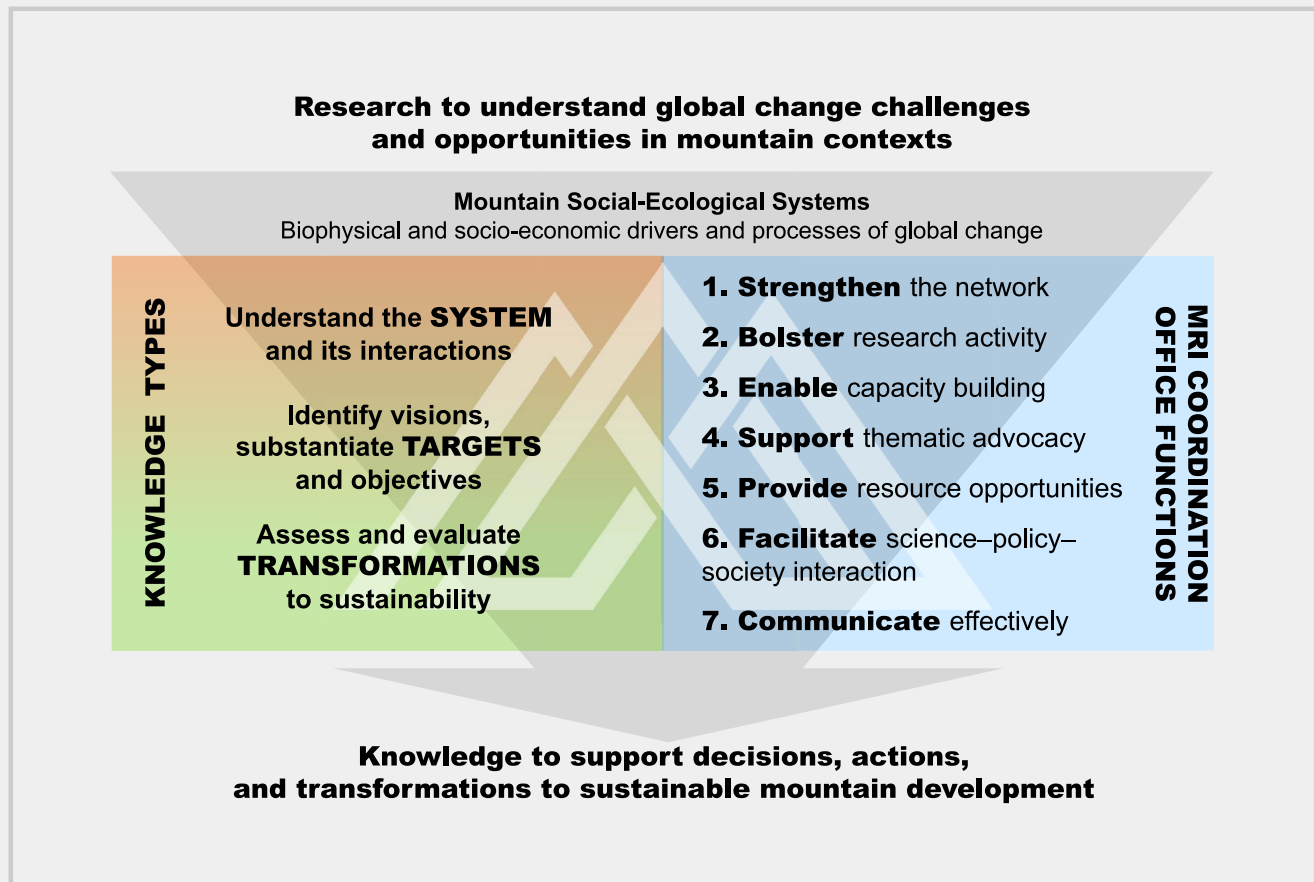 Research to understand global change challenges
and opportunities in mountain contexts
Mountain Social-Ecological Systems
Biophysical and socio-economic drivers and processes of global change
KNOWLEDGE TYPES
Understand the SYSTEM
and its interactions
Identify visions,
substantiate TARGETS
and objectives
Assess and evaluate
TRANSFORMATIONS
to sustainability
1. Strengthen the network
2. Bolster research activity
3. Enable capacity building
4. Support thematic advocacy
5. Provide resource opportunities
6. Facilitate science–policy–
society interaction
7. Communicate effectively
MRI COORDINATION
OFFICE FUNCTIONS
Knowledge to support decisions, actions,
and transformations to sustainable mountain development